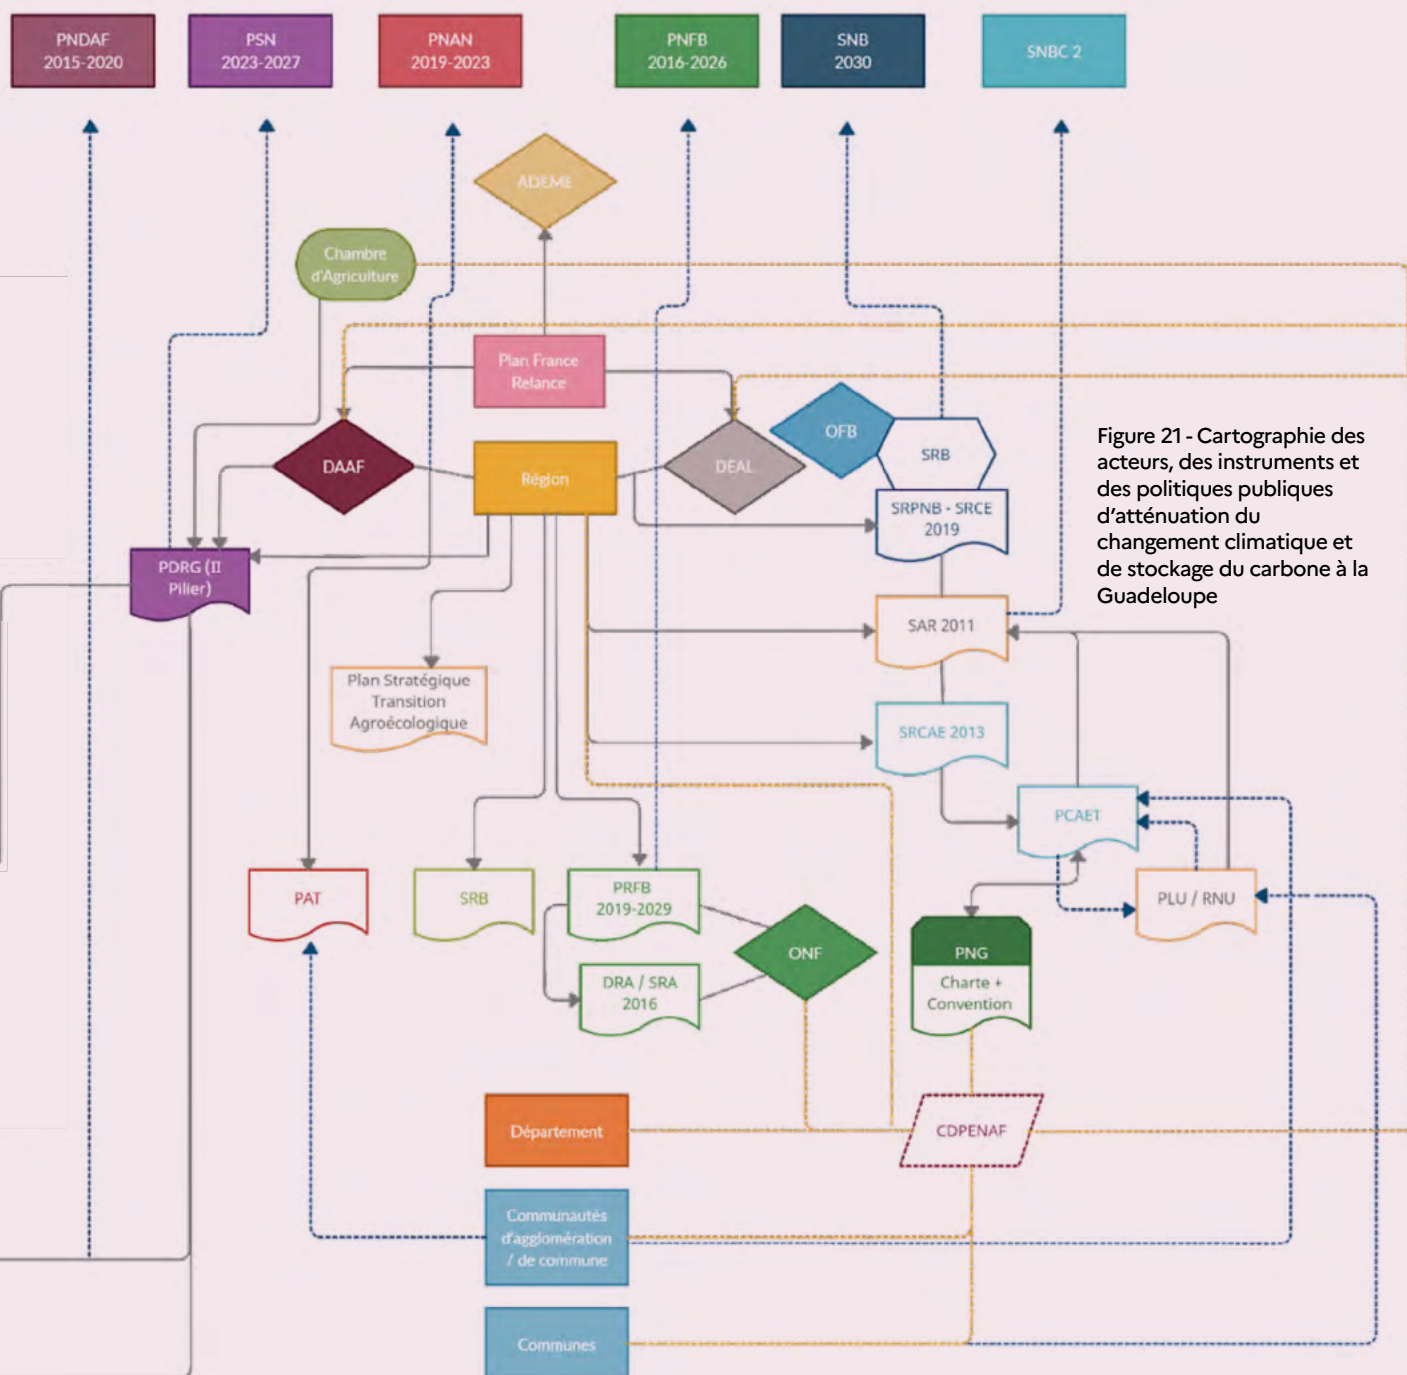 PNDAF
2015-2020
PSN
2023-2027
PNAN
2019-2023
PNFB
2016-2026
SNB
2030
SNBC 2
ADEME
Chambre
d'Agriculture
Plan France
Relance
DAAF
Région
DEAL
OFB
SRB
SRPNB - SRCE
2019
Figure 21 - Cartographie des
acteurs, des instruments et
des politiques publiques
d'atténuation du
changement climatique et
de stockage du carbone à la
Guadeloupe
PDRG (II
Pilier)
SAR 2011
Plan Stratégique
Transition
Agroécologique
SRCAE 2013
PCAET
PAT
SRB
PRFB
2019-2029
PLU / RNU
ONF
PNG
Charte +
Convention
DRA / SRA
2016
Département
CDPENAF
Communautés
d'agglomération
/ de commune
Communes